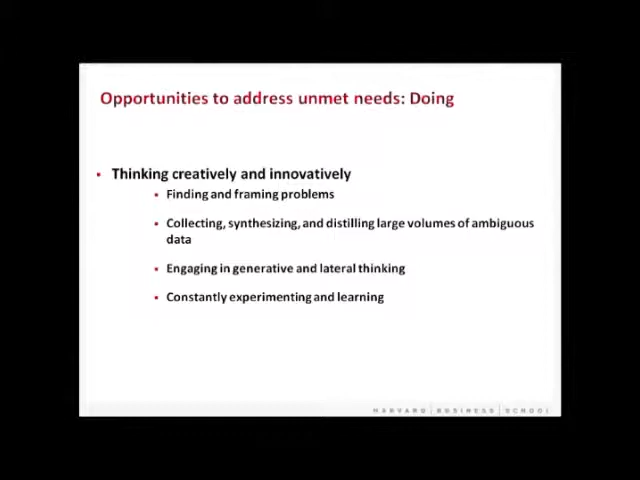 Opportunities to address unmet needs: Doing
• Thinking creatively and innovatively
• Finding and framing problems
• Collecting, synthesizing, and distilling large volumes of ambiguous
data
• Engaging in generative and lateral thinking
• Constantly experimenting and learning
HARVARD | BUSINESS | SCHOOL